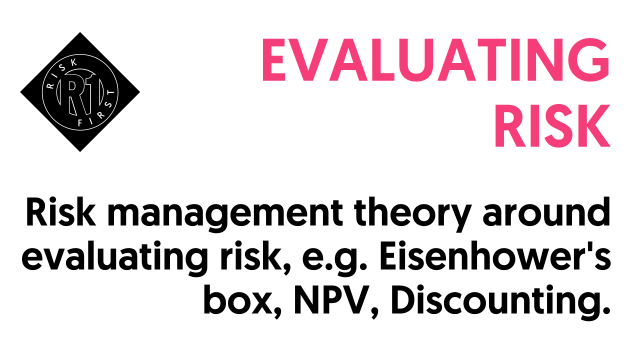 RISK
R1
FIRST
EVALUATING
RISK
Risk management theory around
evaluating risk, e.g. Eisenhower's
box, NPV, Discounting.